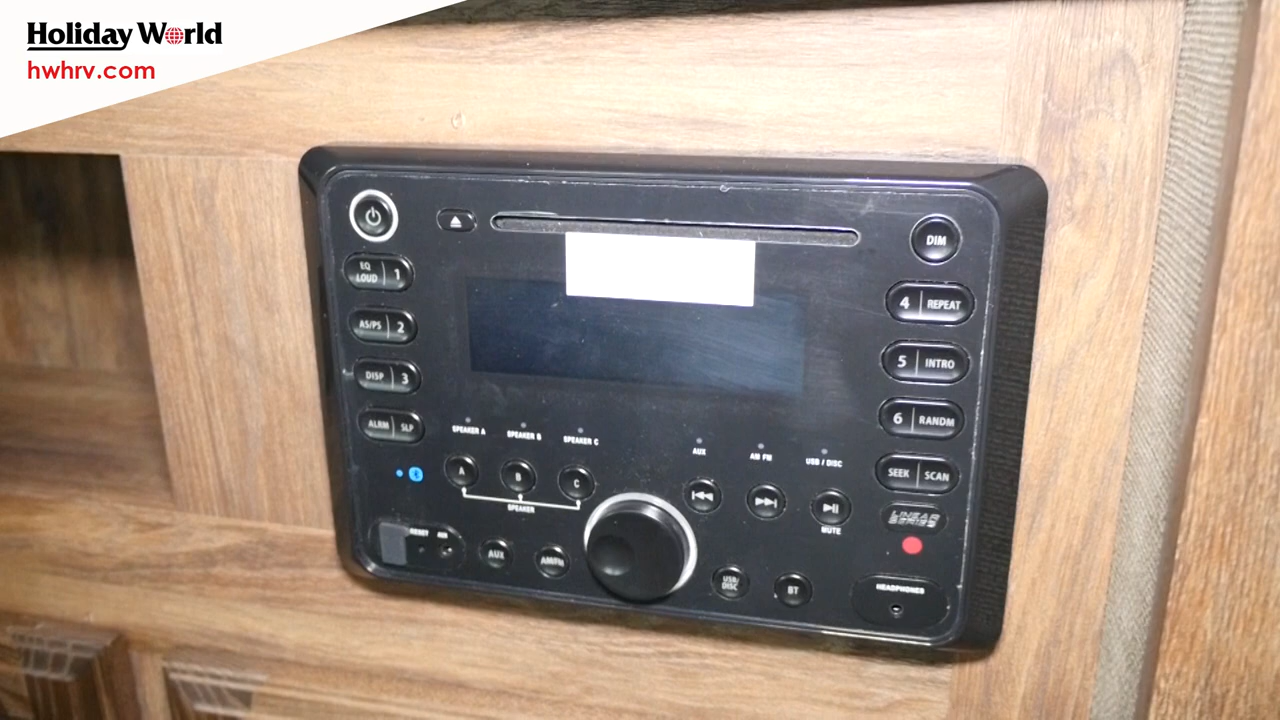 Holiday World
hwhrv.com
DIM
EQ LOUD 1
4 REPEAT
AS/PS 2
5 INTRO
DISP 3
6 RANDM
ALRM SLP
SPEAKER A
SPEAKER B
SPEAKER C
AUX
AM FM
USB / DISC
SEEK SCAN
A
B
C
SPEAKER
MUTE
LINEAR SERIES
RESET
AUX
AM/FM
USB/ DISC
BT
HEADPHONES